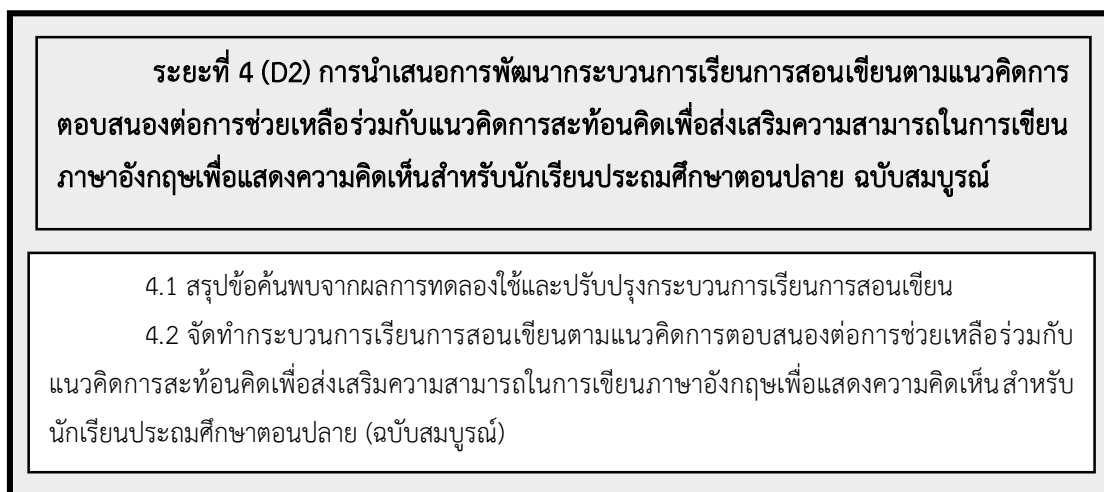 ระยะที่ 4 (D2) การนำเสนอการพัฒนากระบวนการเรียนการสอนเขียนตามแนวคิดการ
ตอบสนองต่อการช่วยเหลือร่วมกับแนวคิดการสะท้อนคิดเพื่อส่งเสริมความสามารถในการเขียน
ภาษาอังกฤษเพื่อแสดงความคิดเห็นสำหรับนักเรียนประถมศึกษาตอนปลาย ฉบับสมบูรณ์
4.1 สรุปข้อค้นพบจากผลการทดลองใช้และปรับปรุงกระบวนการเรียนการสอนเขียน
4.2 จัดทำกระบวนการเรียนการสอนเขียนตามแนวคิดการตอบสนองต่อการช่วยเหลือร่วมกับ
แนวคิดการสะท้อนคิดเพื่อส่งเสริมความสามารถในการเขียนภาษาอังกฤษเพื่อแสดงความคิดเห็น สำหรับ
นักเรียนประถมศึกษาตอนปลาย (ฉบับสมบูรณ์)